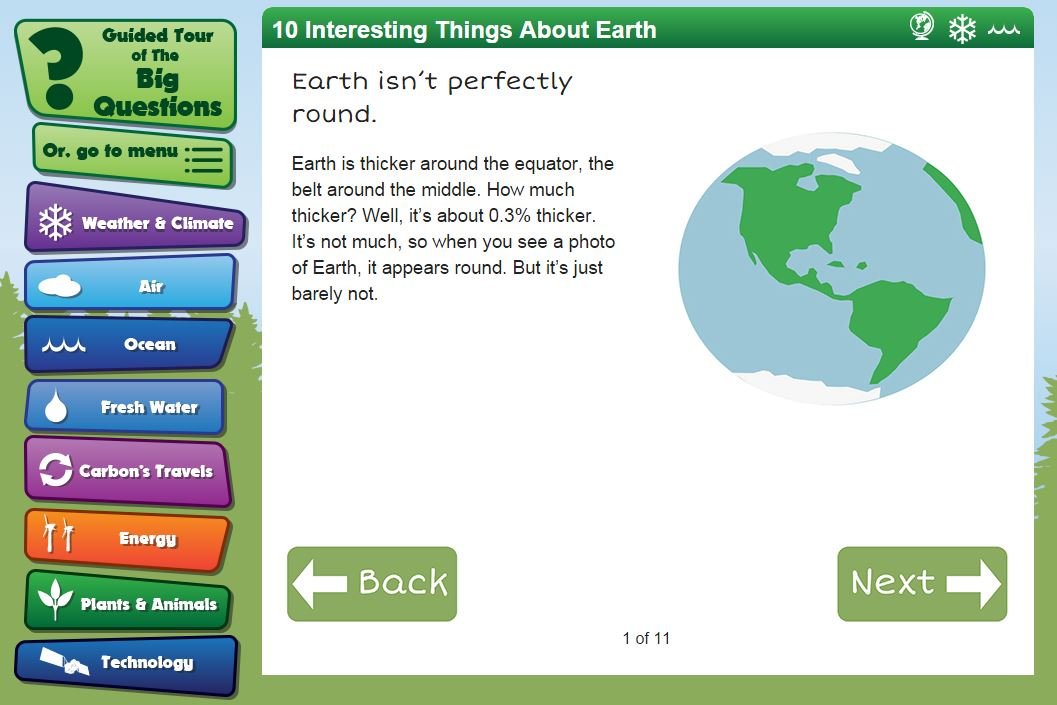 Guided Tour
of The
Big
Questions
Or, go to menu
Weather & Climate
Air
Ocean
Fresh Water
Carbon's Travels
Energy
Plants & Animals
Technology
10 Interesting Things About Earth
Earth isn't perfectly
round.
Earth is thicker around the equator, the
belt around the middle. How much
thicker? Well, it's about 0.3% thicker.
It's not much, so when you see a photo
of Earth, it appears round. But it's just
barely not.
Back
Next
1 of 11